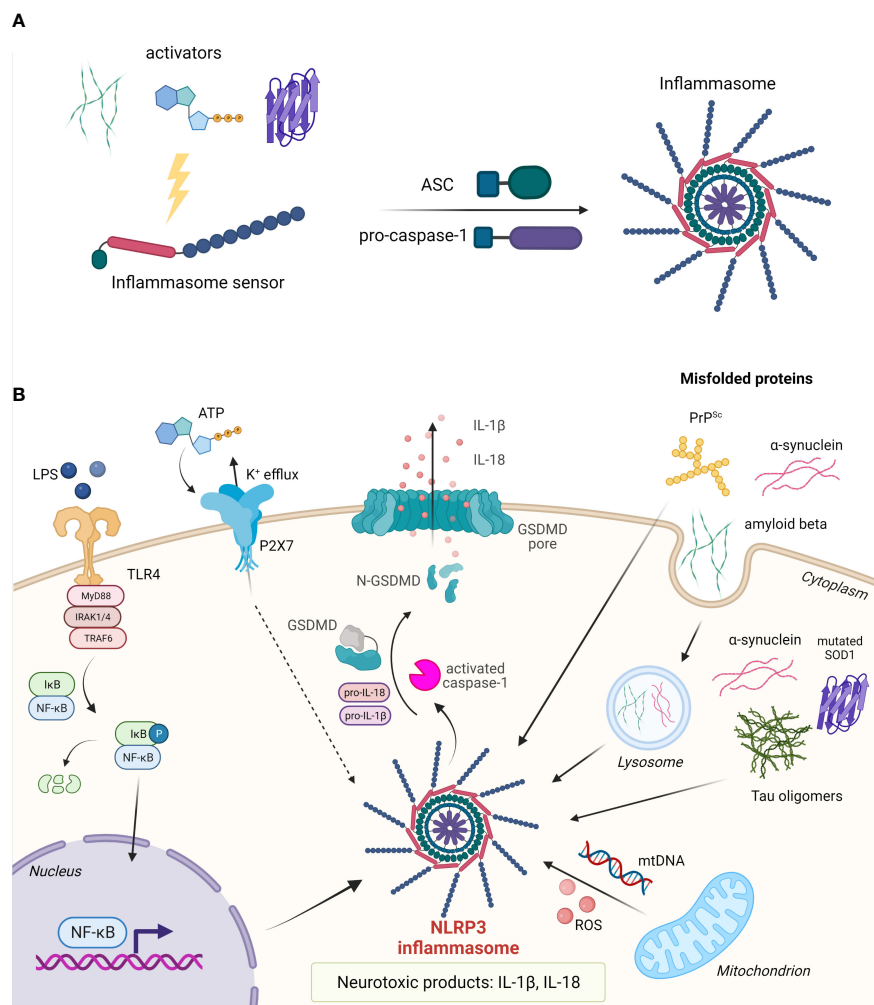 A
activators
P P P
Inflammasome sensor
ASC
pro-caspase-1
Inflammasome
B
Misfolded proteins
PrPSc
α-synuclein
amyloid beta
Cytoplasm
ATP
P P P
LPS
K+ efflux
P2X7
TLR4
MyD88
IRAK1/4
TRAF6
IL-1β
IL-18
GSDMD
pore
N-GSDMD
GSDMD
pro-IL-18
pro-IL-1β
activated
caspase-1
IκB
NF-κB
IκB P
NF-κB
α-synuclein
mutated
SOD1
Lysosome
Tau oligomers
Nucleus
NF-κB
mtDNA
ROS
Mitochondrion
NLRP3
inflammasome
Neurotoxic products: IL-1β, IL-18